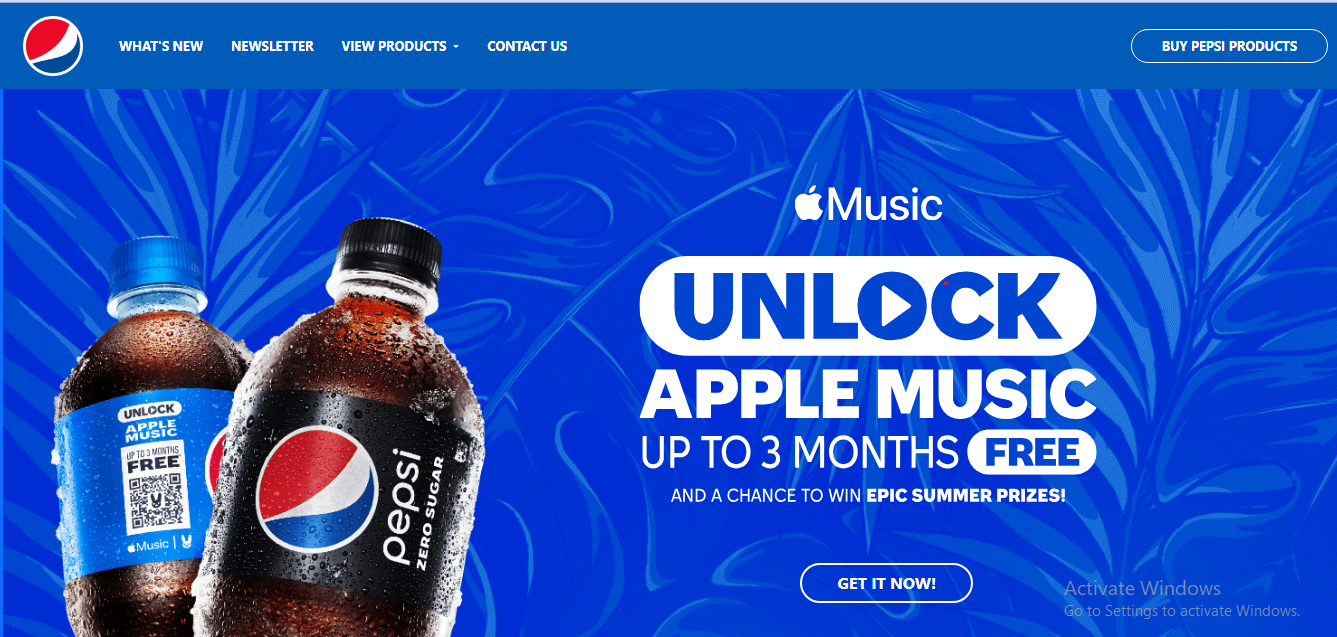 WHAT'S NEW
NEWSLETTER
VIEW PRODUCTS
CONTACT US
BUY PEPSI PRODUCTS
Music
UNLOCK
APPLE MUSIC
UP TO 3 MONTHS FREE
AND A CHANCE TO WIN EPIC SUMMER PRIZES!
GET IT NOW!
UNLOCK
APPLE
MUSIC
UP TO 3 MONTHS
FREE
Music
pepsi
ZERO SUGAR
Activate Windows
Go to Settings to activate Windows.